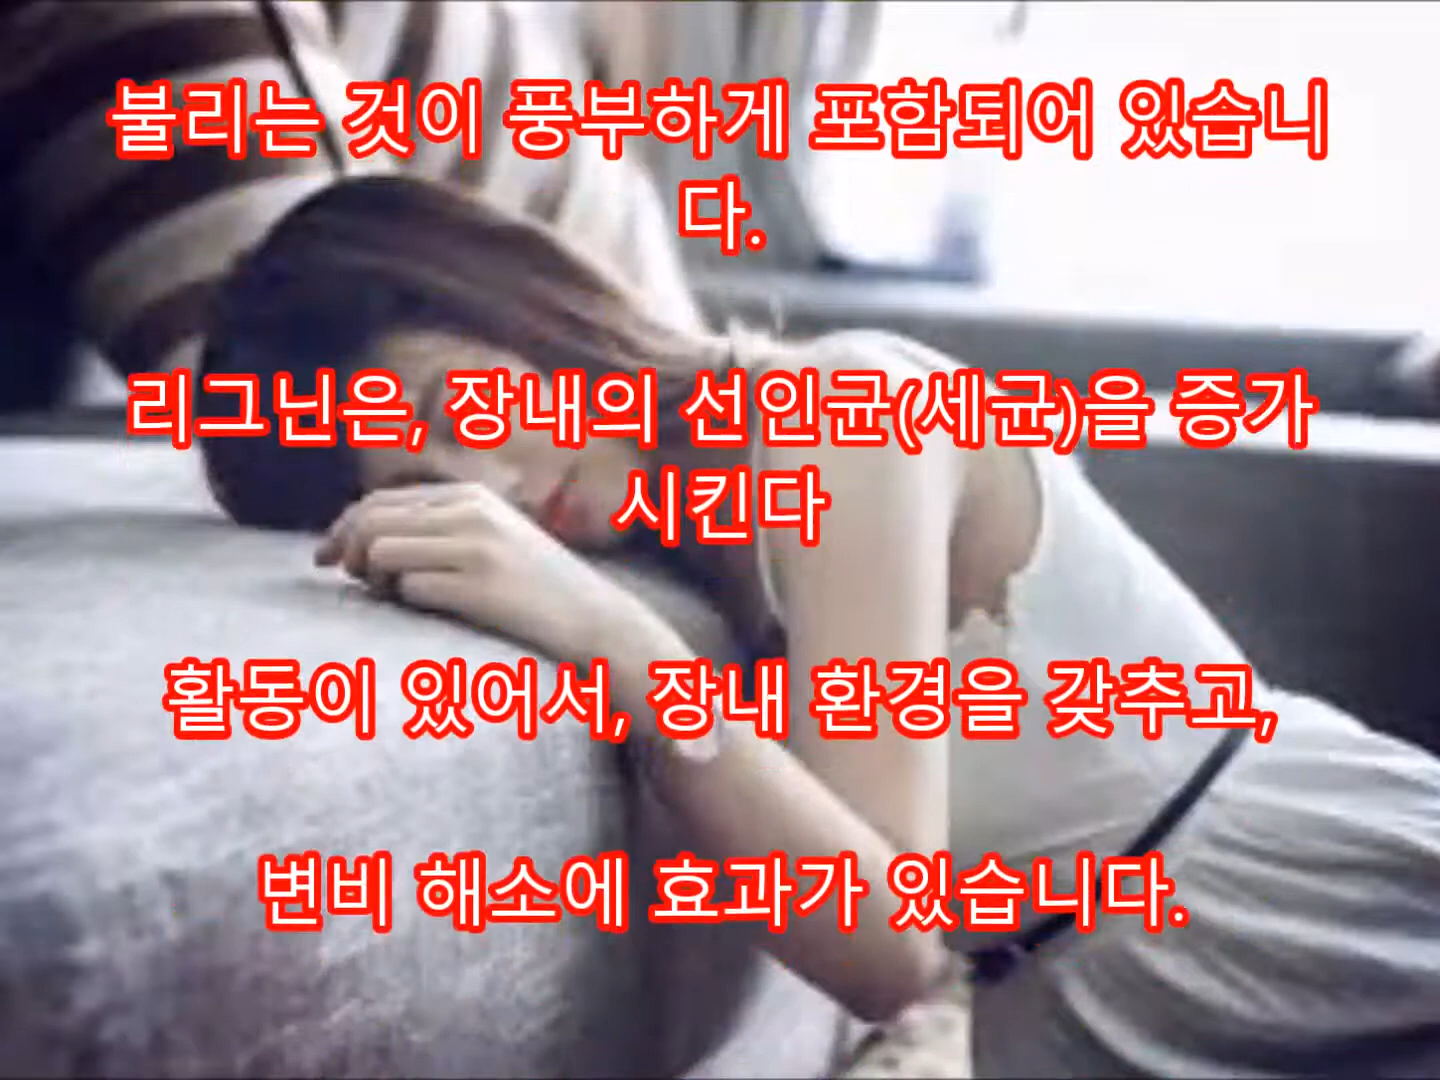 불리는 것이 풍부하게 포함되어 있습니
다.
리그닌은, 장내의 선인균(세균)을 증가
시킨다
활동이 있어서, 장내 환경을 갖추고,
변비 해소에 효과가 있습니다.